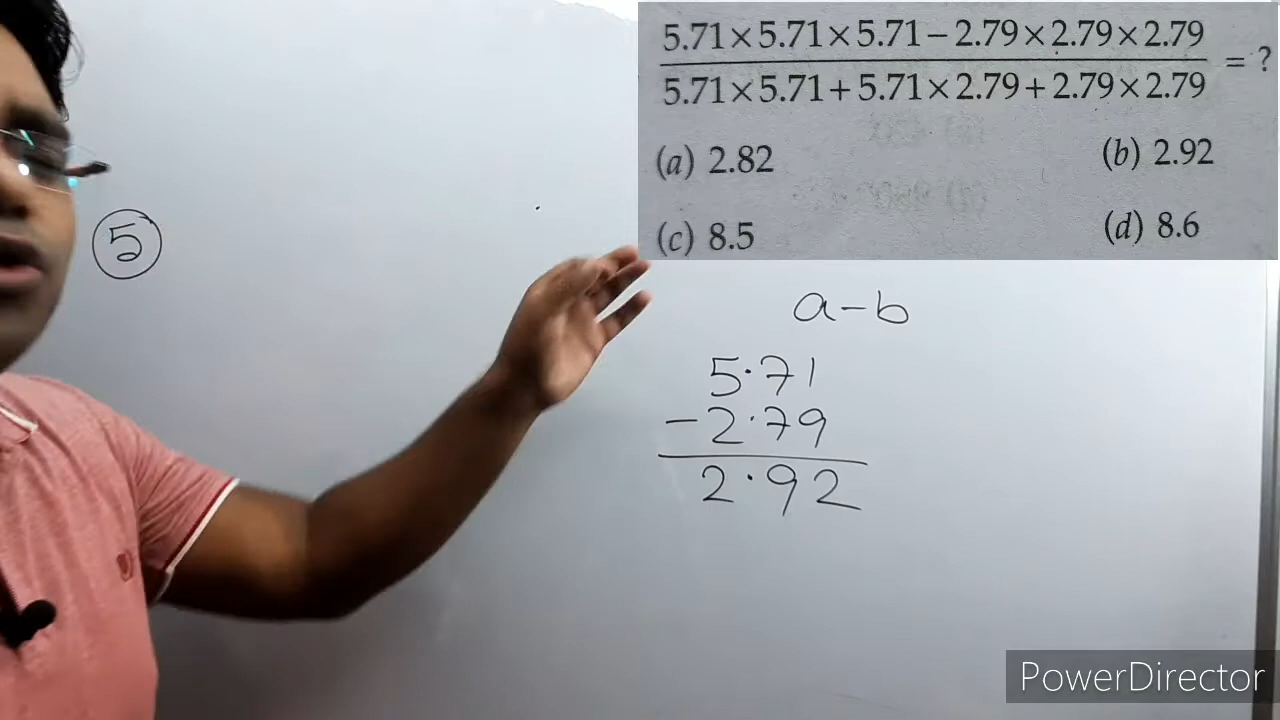 5.71×5.71×5.71−2.79×2.79×2.79
5.71×5.71+5.71×2.79+2.79×2.79
= ?
(a) 2.82
(b) 2.92
(c) 8.5
(d) 8.6
5
a−b
5.71
−2.79
2.92
PowerDirector